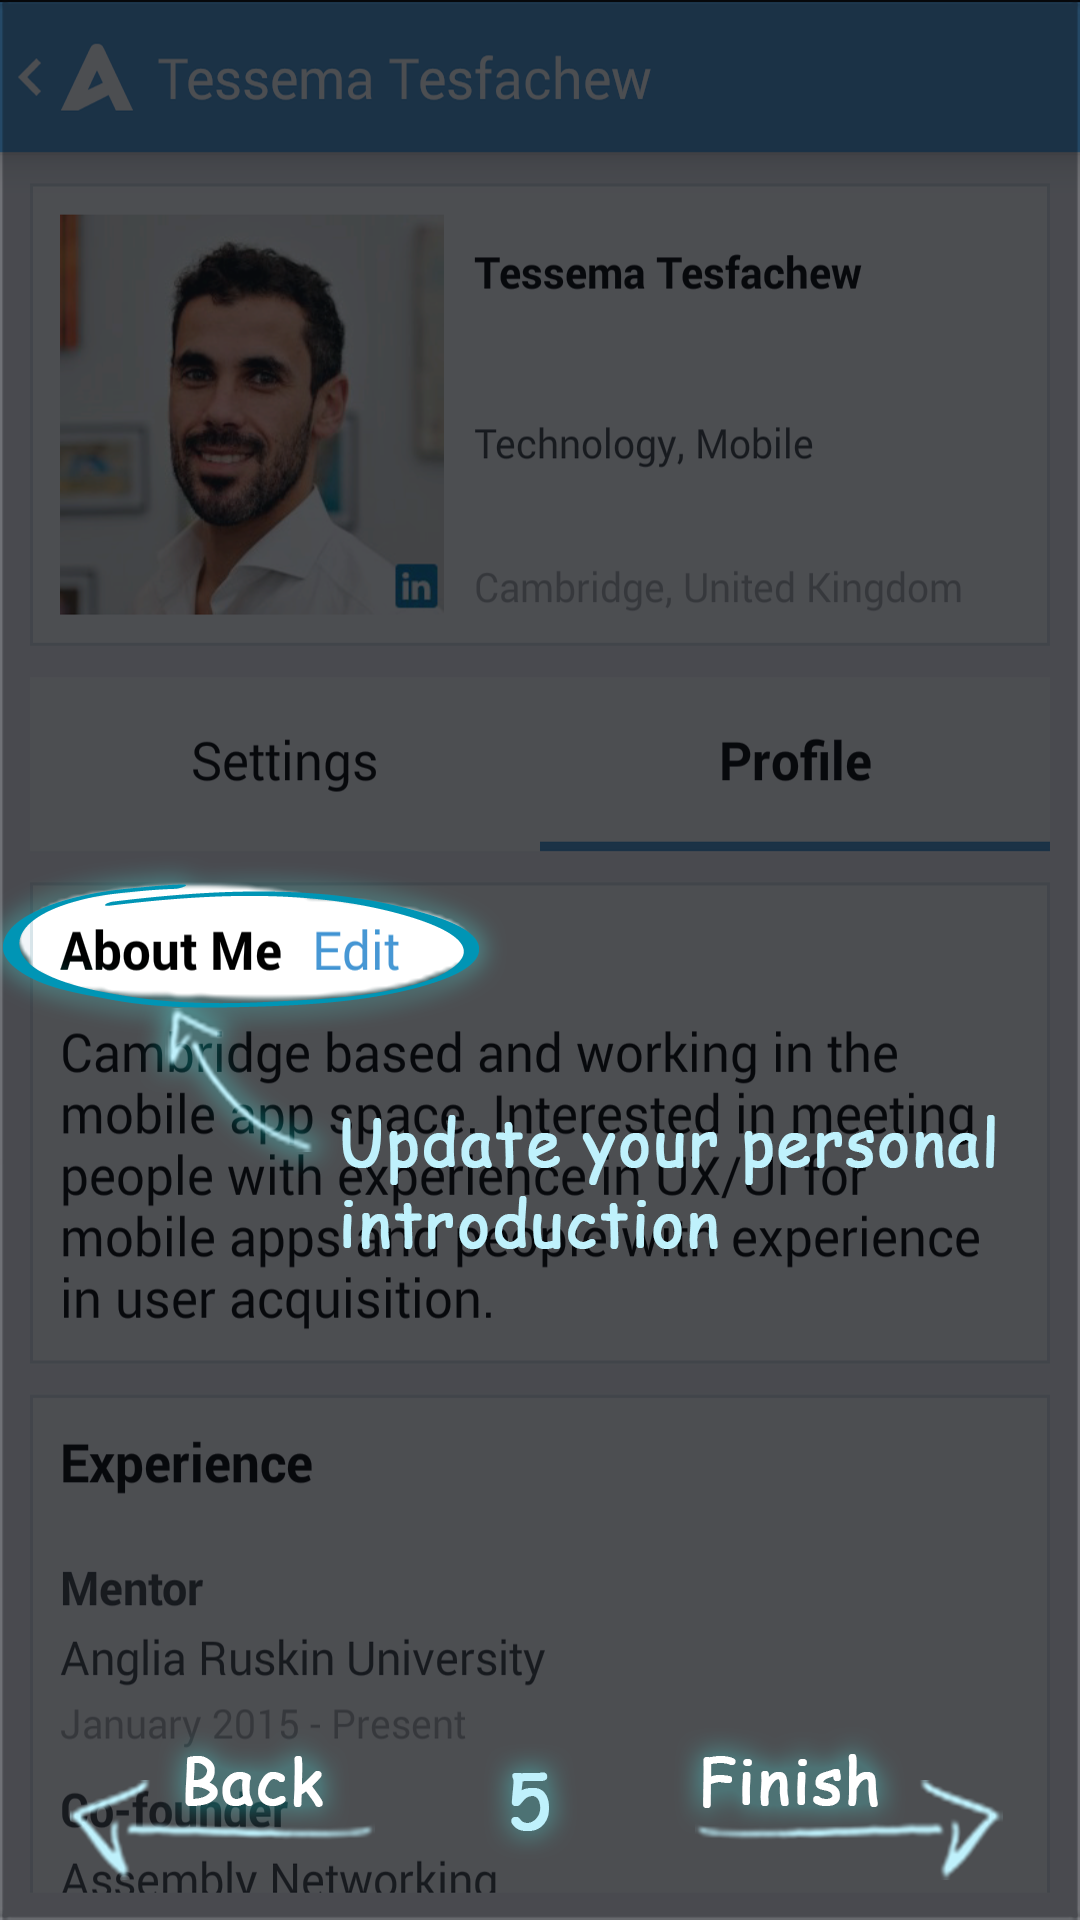 Tessema Tesfachew
Tessema Tesfachew
Technology, Mobile
in
Cambridge, United Kingdom
Settings
Profile
About Me Edit
Cambridge based and working in the
mobile app space. Interested in meeting
people with experience in UX/UI for
mobile apps and people with experience
in user acquisition.
Update your personal
introduction
Experience
Mentor
Anglia Ruskin University
January 2015 - Present
Co-founder
Assembly Networking
Back
5
Finish